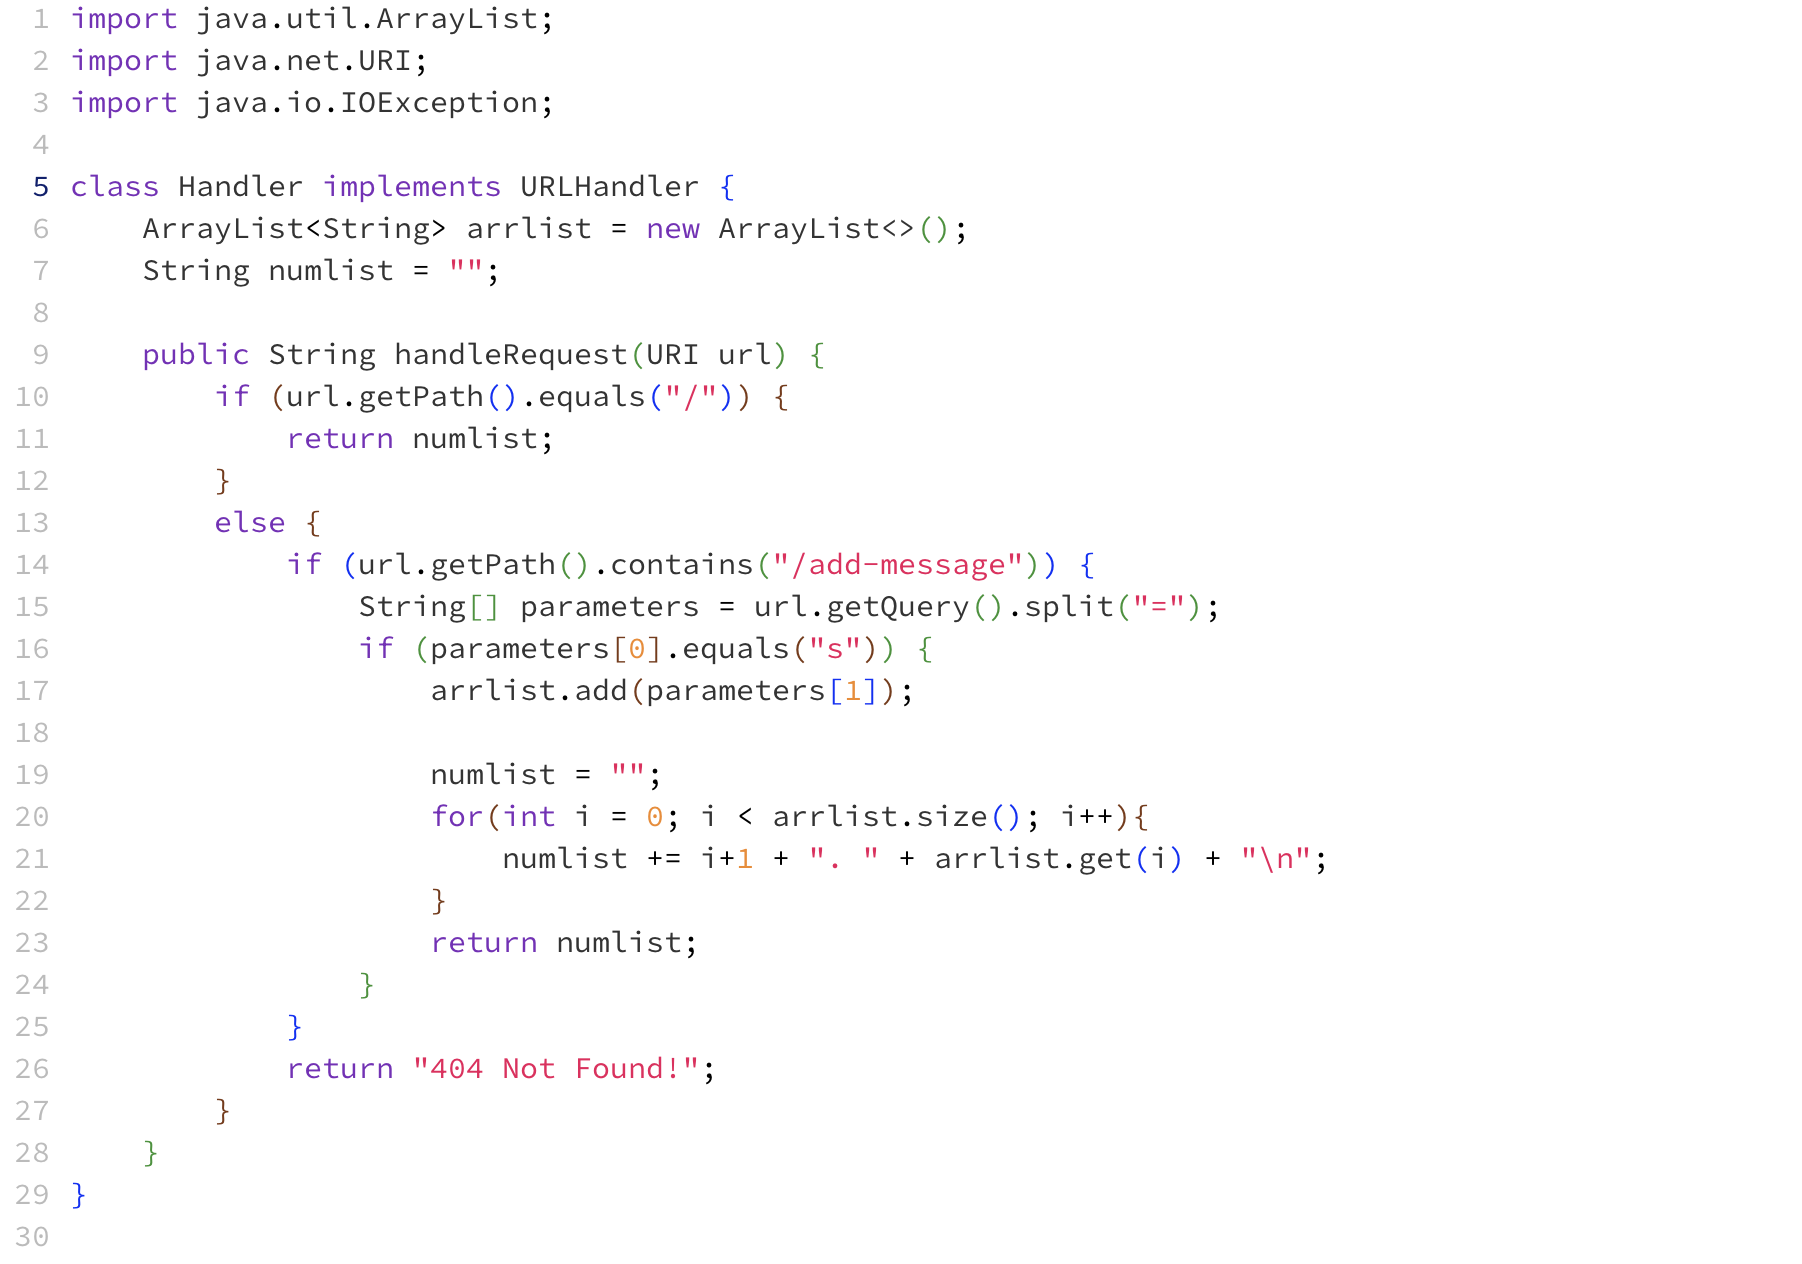 1 import java.util.ArrayList;
2 import java.net.URI;
3 import java.io.IOException;
4
5 class Handler implements URLHandler {
6     ArrayList<String> arrlist = new ArrayList<>();
7     String numlist = "";
8
9     public String handleRequest(URI url) {
10         if (url.getPath().equals("/")) {
11             return numlist;
12         }
13         else {
14             if (url.getPath().contains("/add-message")) {
15                 String[] parameters = url.getQuery().split("=");
16                 if (parameters[0].equals("s")) {
17                     arrlist.add(parameters[1]);
18
19                     numlist = "";
20                     for(int i = 0; i < arrlist.size(); i++){
21                         numlist += i+1 + ". " + arrlist.get(i) + "\n";
22                     }
23                     return numlist;
24                 }
25             }
26             return "404 Not Found!";
27         }
28     }
29 }
30